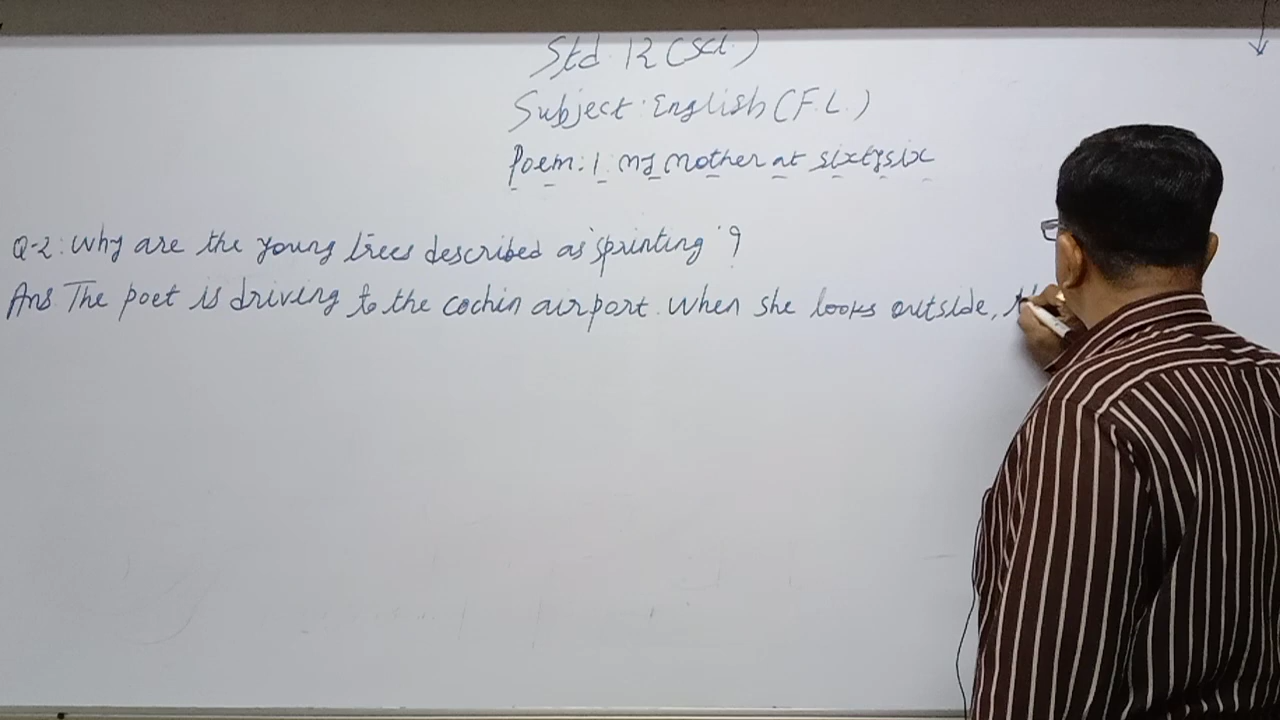 Std. 12 (Sci.)
Subject: English (F.L.)
Poem: 1. My Mother at sixtysix
Q-2: Why are the young trees described as 'sprinting'?
Ans The poet is driving to the cochin airport. When she looks outside,